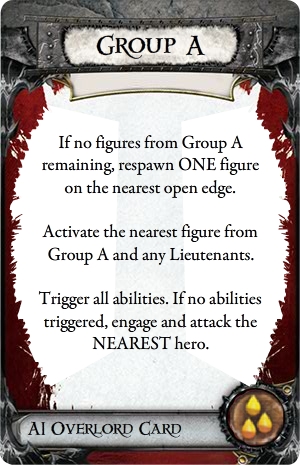 Group A
If no figures from Group A
remaining, respawn ONE figure
on the nearest open edge.
Activate the nearest figure from
Group A and any Lieutenants.
Trigger all abilities. If no abilities
triggered, engage and attack the
NEAREST hero.
AI Overlord Card